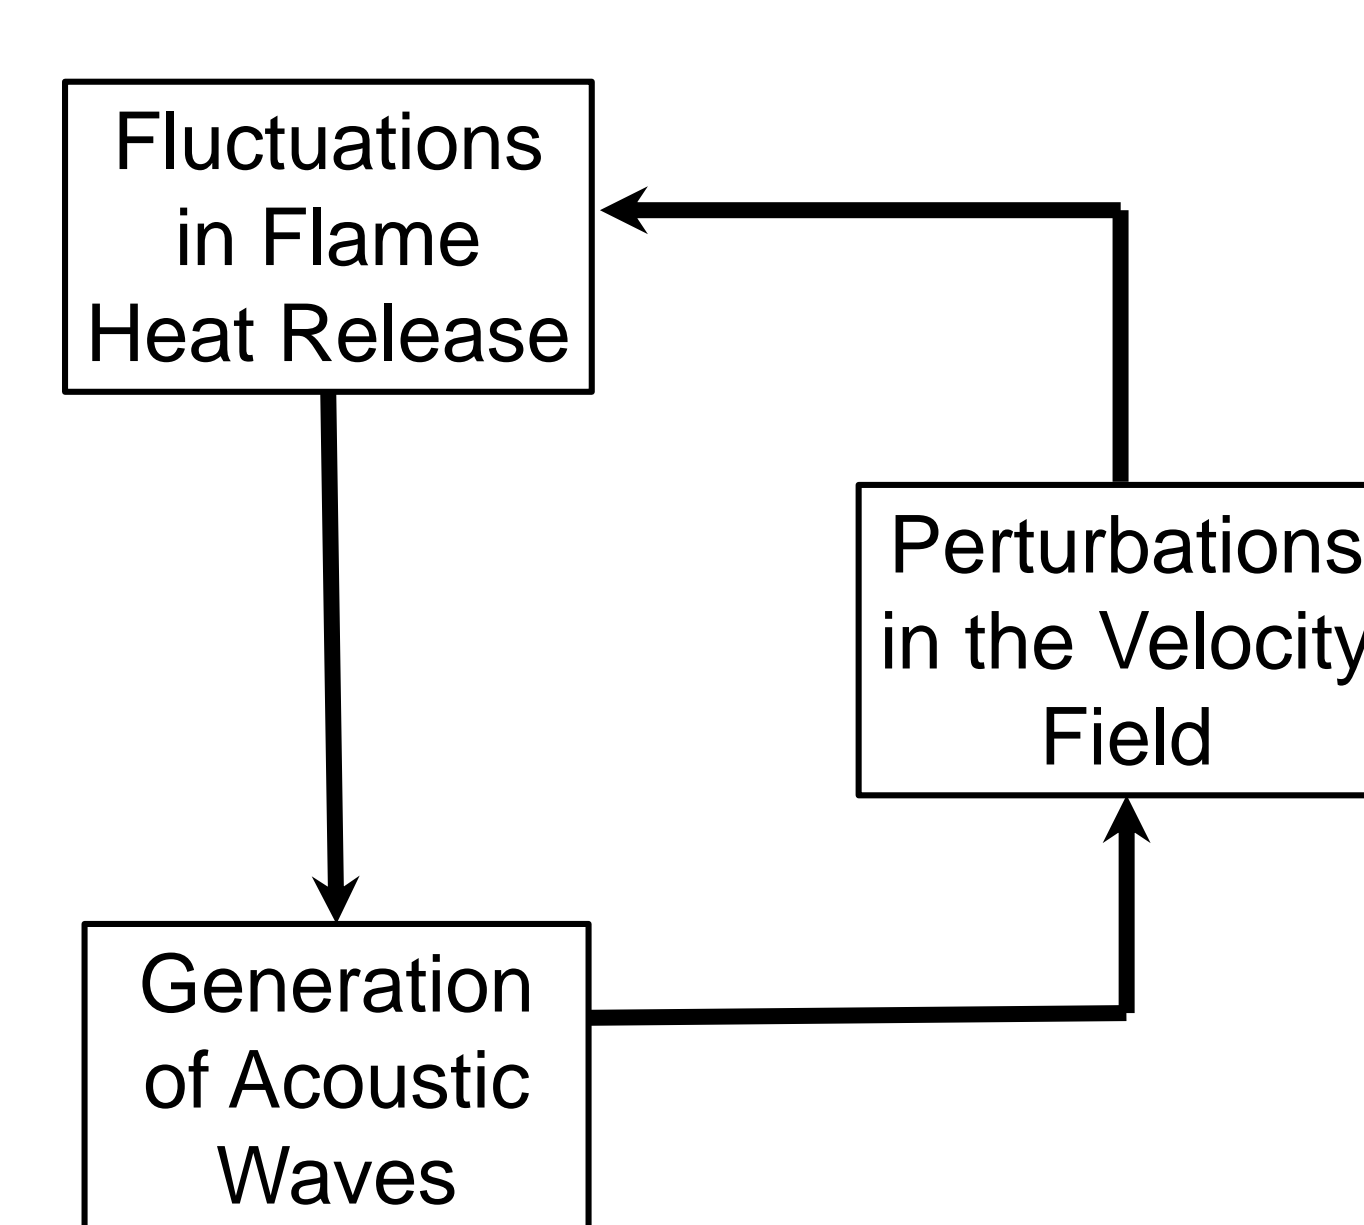 Fluctuations
in Flame
Heat Release
Perturbations
in the Velocity
Field
Generation
of Acoustic
Waves